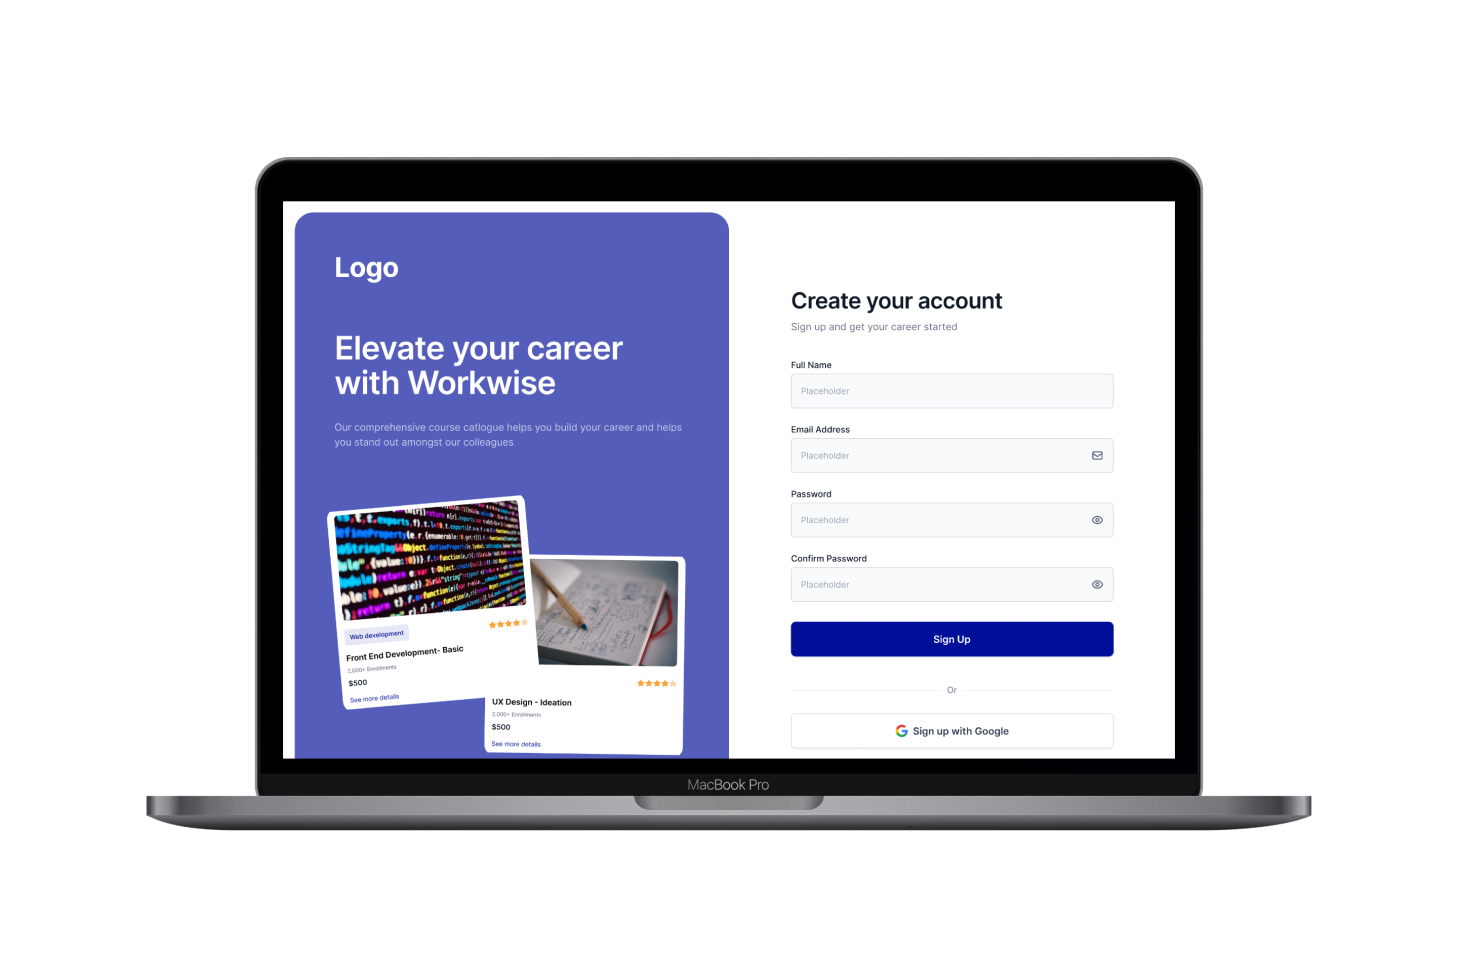 Logo
Elevate your career
with Workwise
Our comprehensive course catlogue helps you build your career and helps
you stand out amongst our colleagues
Web development
Front End Development- Basic
2,000+ Enrollments
$500
See more details
UX Design - Ideation
2,000+ Enrollments
$500
See more details
Create your account
Sign up and get your career started
Full Name
Placeholder
Email Address
Placeholder
Password
Placeholder
Confirm Password
Placeholder
Sign Up
Or
Sign up with Google
MacBook Pro